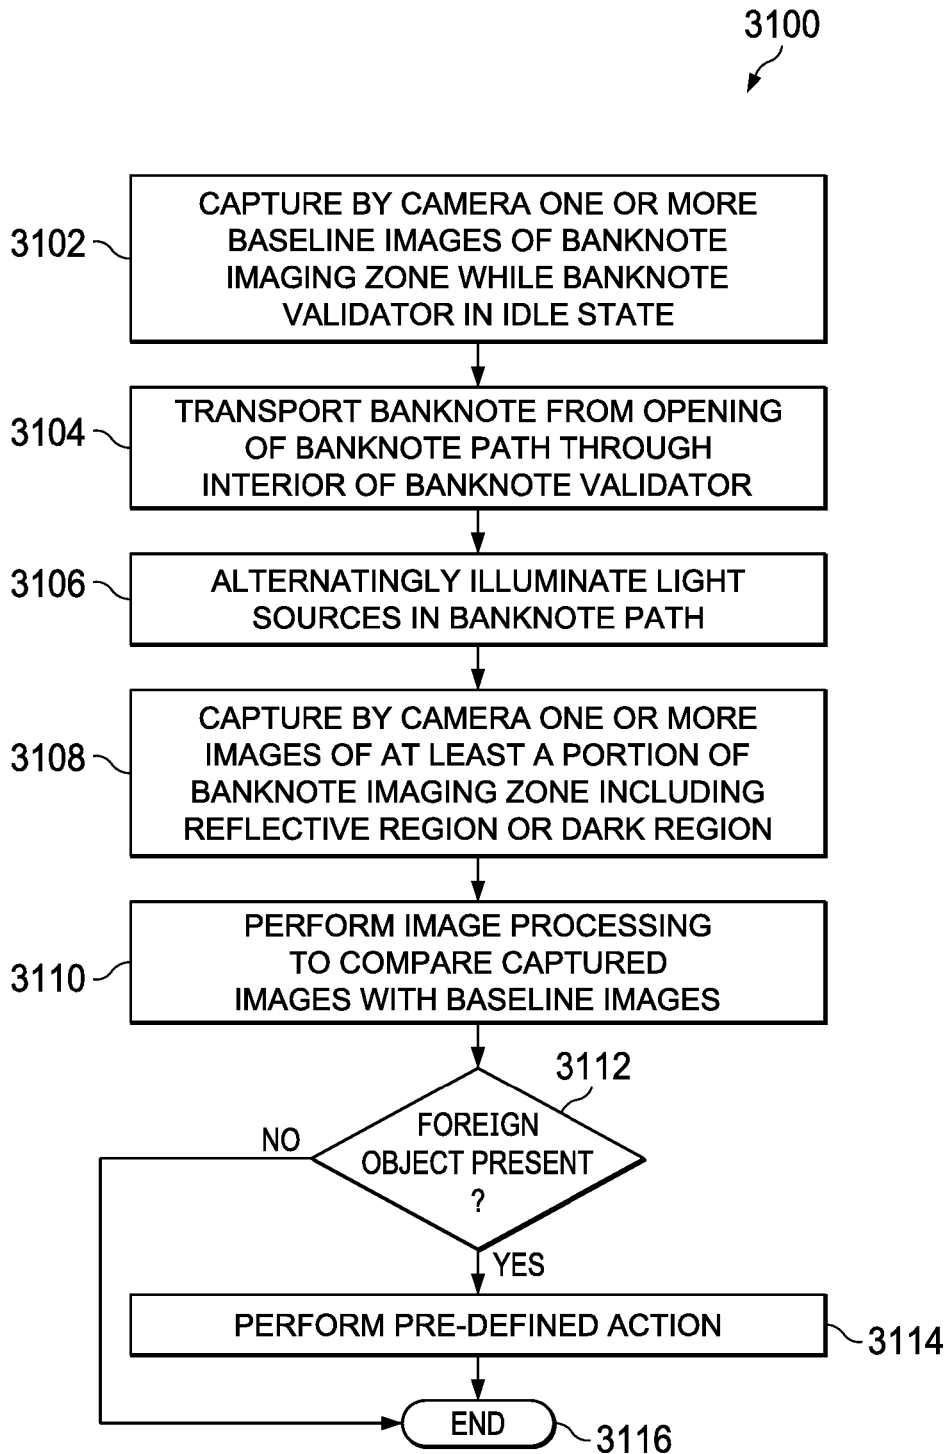 3100
3102
CAPTURE BY CAMERA ONE OR MORE
BASELINE IMAGES OF BANKNOTE
IMAGING ZONE WHILE BANKNOTE
VALIDATOR IN IDLE STATE
3104
TRANSPORT BANKNOTE FROM OPENING
OF BANKNOTE PATH THROUGH
INTERIOR OF BANKNOTE VALIDATOR
3106
ALTERNATINGLY ILLUMINATE LIGHT
SOURCES IN BANKNOTE PATH
3108
CAPTURE BY CAMERA ONE OR MORE
IMAGES OF AT LEAST A PORTION OF
BANKNOTE IMAGING ZONE INCLUDING
REFLECTIVE REGION OR DARK REGION
3110
PERFORM IMAGE PROCESSING
TO COMPARE CAPTURED
IMAGES WITH BASELINE IMAGES
3112
FOREIGN
OBJECT PRESENT
?
NO
YES
PERFORM PRE-DEFINED ACTION
3114
END
3116